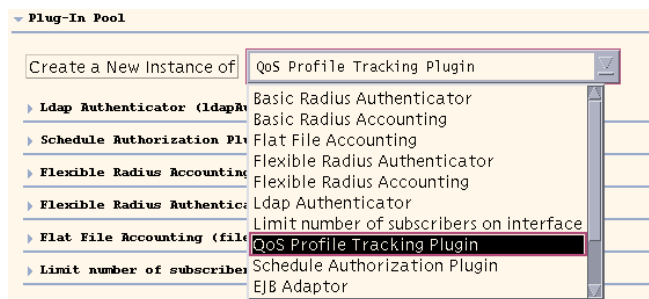 Plug-In Pool
Create a New Instance of QoS Profile Tracking Plugin
Basic Radius Authenticator
Basic Radius Accounting
Flat File Accounting
Flexible Radius Authenticator
Flexible Radius Accounting
Ldap Authenticator
Limit number of subscribers on interface
QoS Profile Tracking Plugin
Schedule Authorization Plugin
EJB Adaptor
Ldap Authenticator (ldapAu
Schedule Authorization Plu
Flexible Radius Accounting
Flexible Radius Authentica
Flat File Accounting (file
Limit number of subscriber